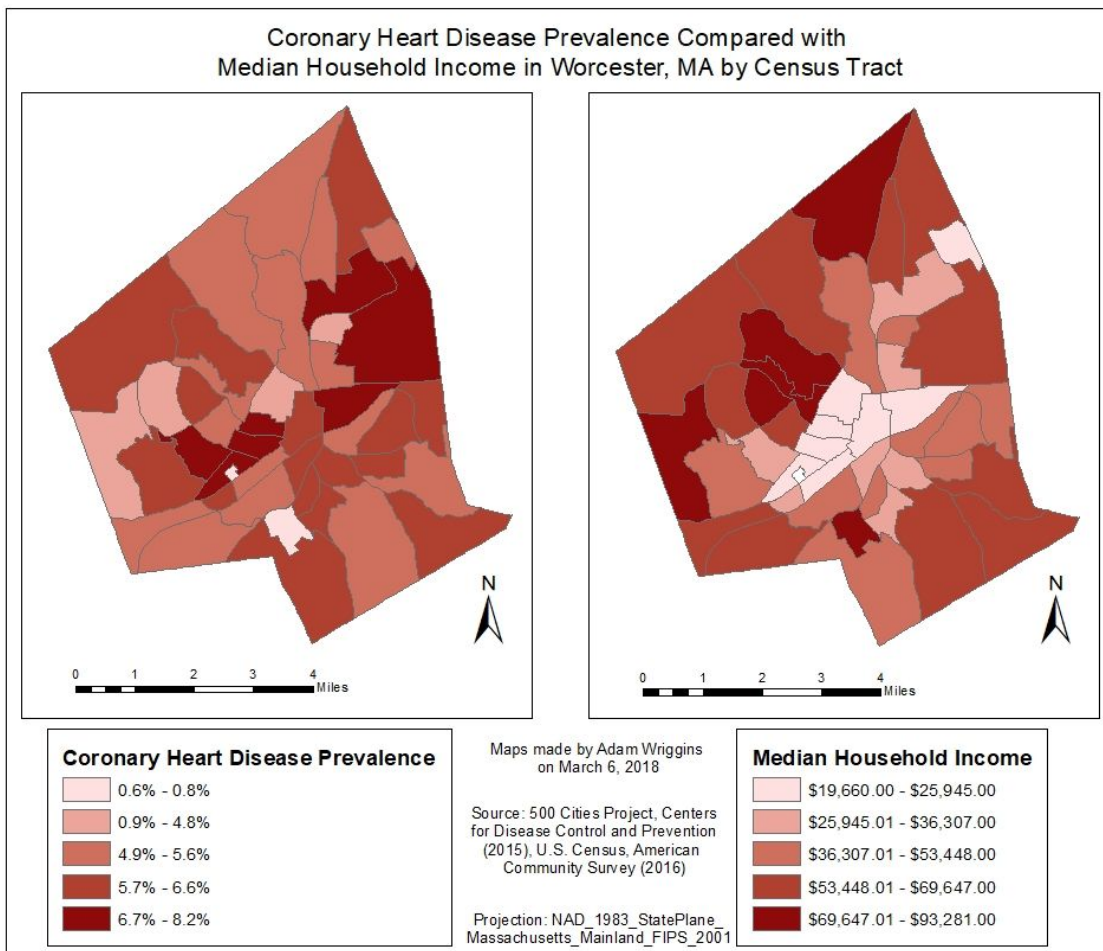 Coronary Heart Disease Prevalence Compared with
Median Household Income in Worcester, MA by Census Tract
N
0 1 2 3 4
Miles
N
0 1 2 3 4
Miles
Coronary Heart Disease Prevalence
0.6% - 0.8%
0.9% - 4.8%
4.9% - 5.6%
5.7% - 6.6%
6.7% - 8.2%
Maps made by Adam Wriggins
on March 6, 2018
Source: 500 Cities Project, Centers
for Disease Control and Prevention
(2015), U.S. Census, American
Community Survey (2016)
Projection: NAD_1983_StatePlane_
Massachusetts_Mainland_FIPS_2001
Median Household Income
$19,660.00 - $25,945.00
$25,945.01 - $36,307.00
$36,307.01 - $53,448.00
$53,448.01 - $69,647.00
$69,647.01 - $93,281.00